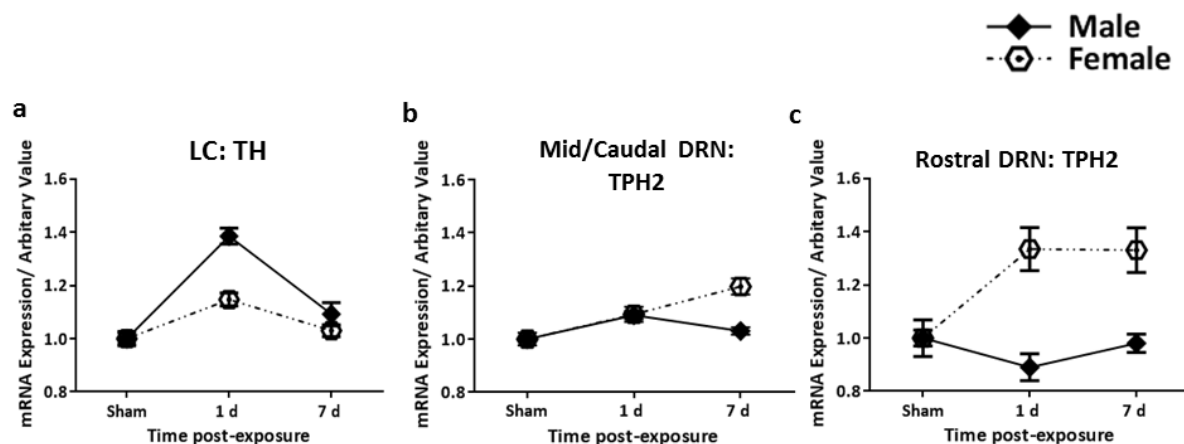 Male
Female
a
LC: TH
mRNA Expression/ Arbitary Value
1.6
1.4
1.2
1.0
0.8
Sham
1 d
7 d
Time post-exposure
b
Mid/Caudal DRN:
TPH2
mRNA Expression/ Arbitary Value
1.6
1.4
1.2
1.0
0.8
Sham
1 d
7 d
Time post-exposure
c
Rostral DRN: TPH2
mRNA Expression/ Arbitary Value
1.6
1.4
1.2
1.0
0.8
Sham
1 d
7 d
Time post-exposure